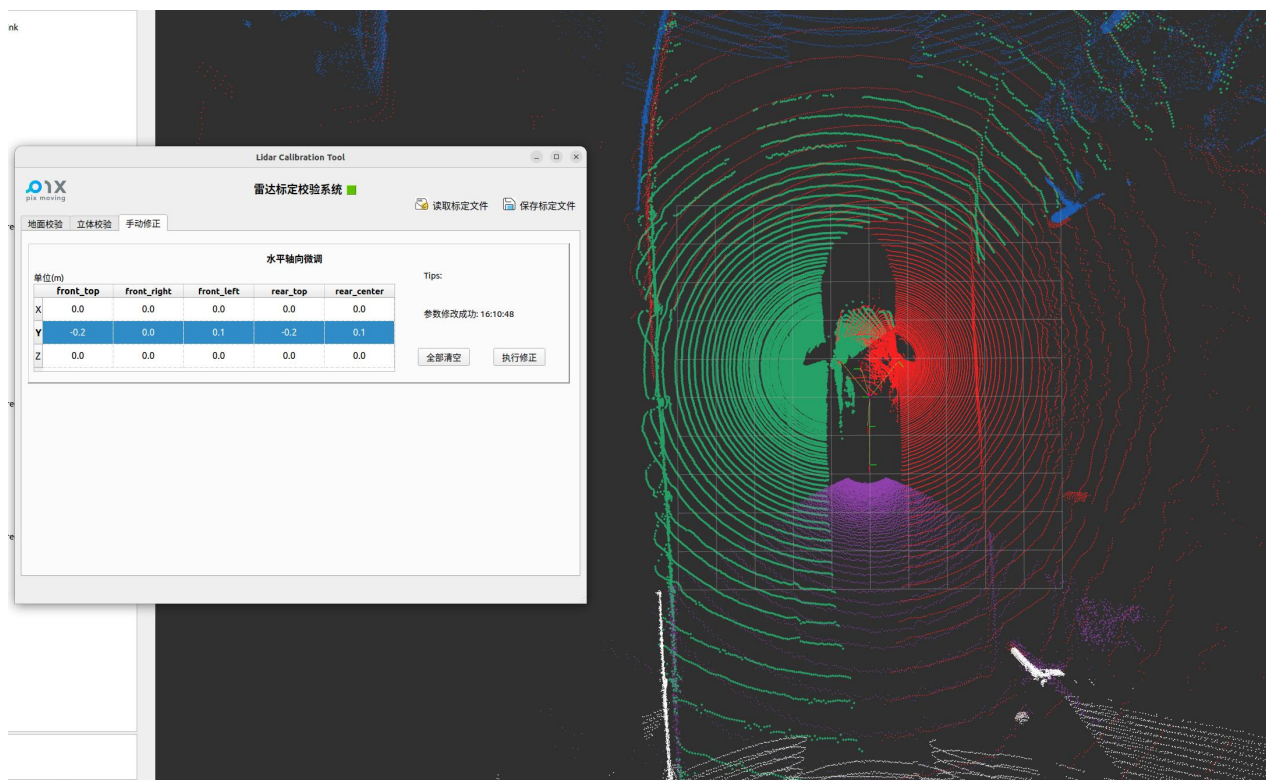 nk
Lidar Calibration Tool
pix moving
雷达标定校验系统
读取标定文件 保存标定文件
地面校验 立体校验 手动修正
水平轴向微调
单位(m)
Tips:
front_top front_right front_left rear_top rear_center
X 0.0 0.0 0.0 0.0 0.0
参数修改成功: 16:10:48
Y -0.2 0.0 0.1 -0.2 0.1
Z 0.0 0.0 0.0 0.0 0.0
全部清空 执行修正